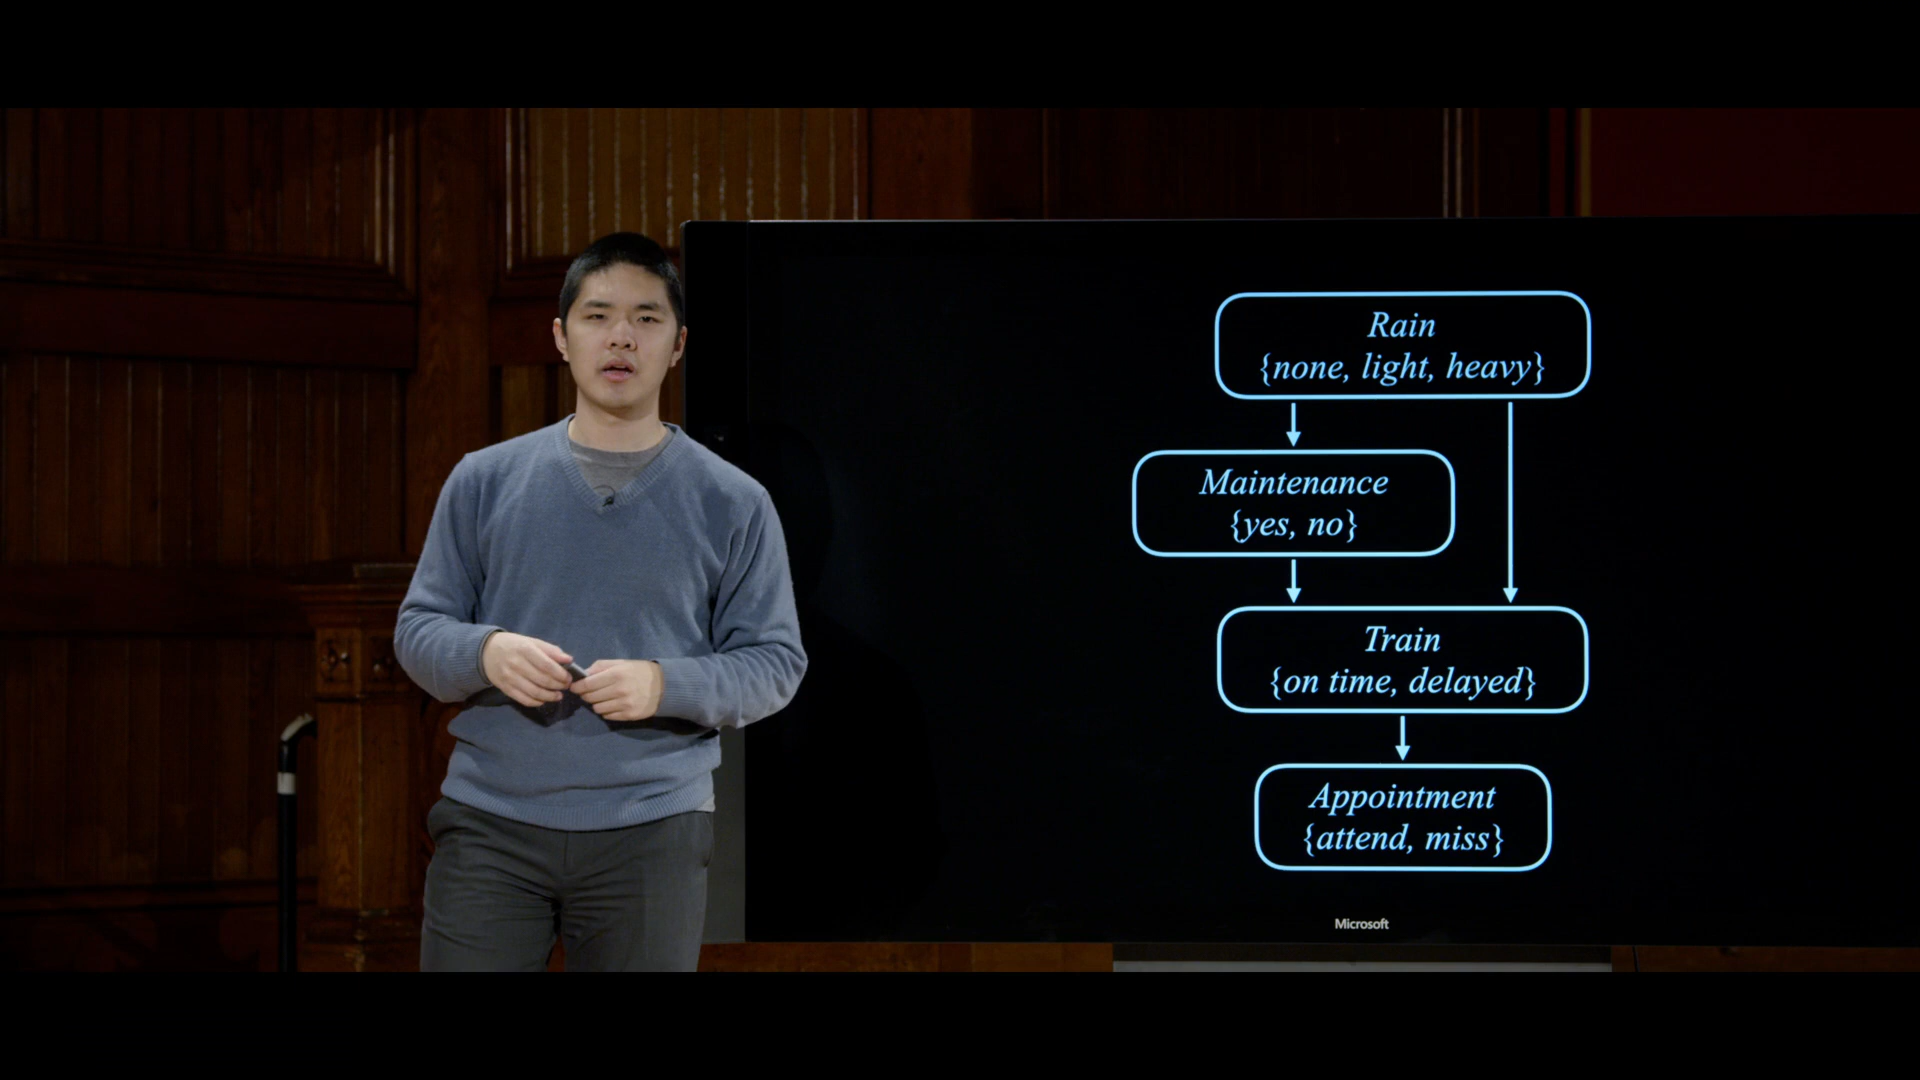 Rain
{none, light, heavy}
Maintenance
{yes, no}
Train
{on time, delayed}
Appointment
{attend, miss}
Microsoft